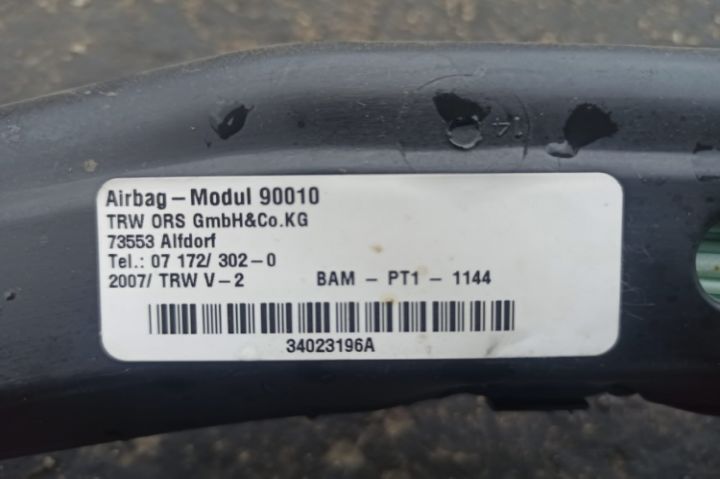 Airbag – Modul 90010
TRW ORS GmbH&Co.KG
73553 Alfdorf
Tel.: 07 172/ 302-0
2007/ TRW V-2 BAM - PT1 - 1144
34023196A